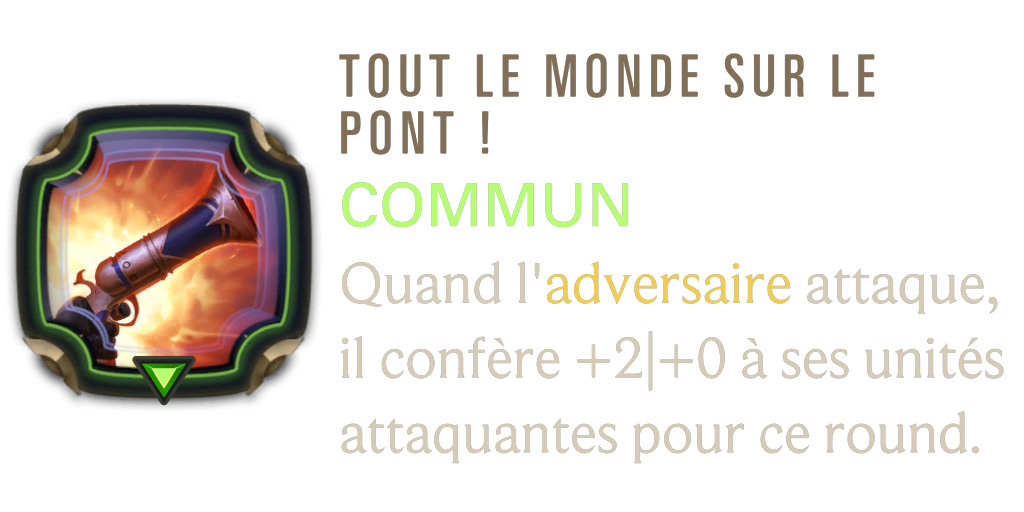 TOUT LE MONDE SUR LE
PONT !
COMMUN
Quand l'adversaire attaque,
il confère +2|+0 à ses unités
attaquantes pour ce round.